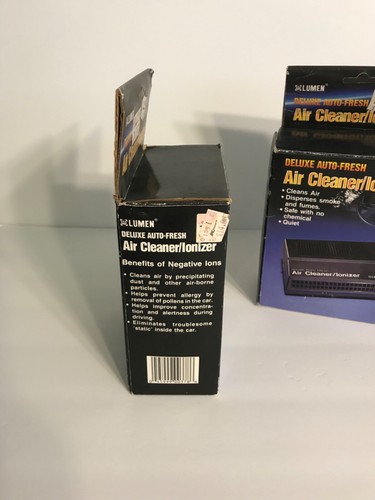 LUMEN
DELUXE AUTO-FRESH
Air Cleaner/Ionizer
Benefits of Negative Ions
• Cleans air by precipitating
dust and other air-borne
particles.
• Helps prevent allergy by
removal of pollens in the car.
• Helps improve concentra-
tion and alertness during
driving.
• Eliminates troublesome
'static' inside the car.
LUMEN
DELUXE AUTO-FRESH
Air Cleaner/Io
DELUXE AUTO-FRESH
Air Cleaner/Io
• Cleans Air
• Disperses smoke
and fumes.
• Safe with no
chemical
• Quiet
Air Cleaner/Ionizer